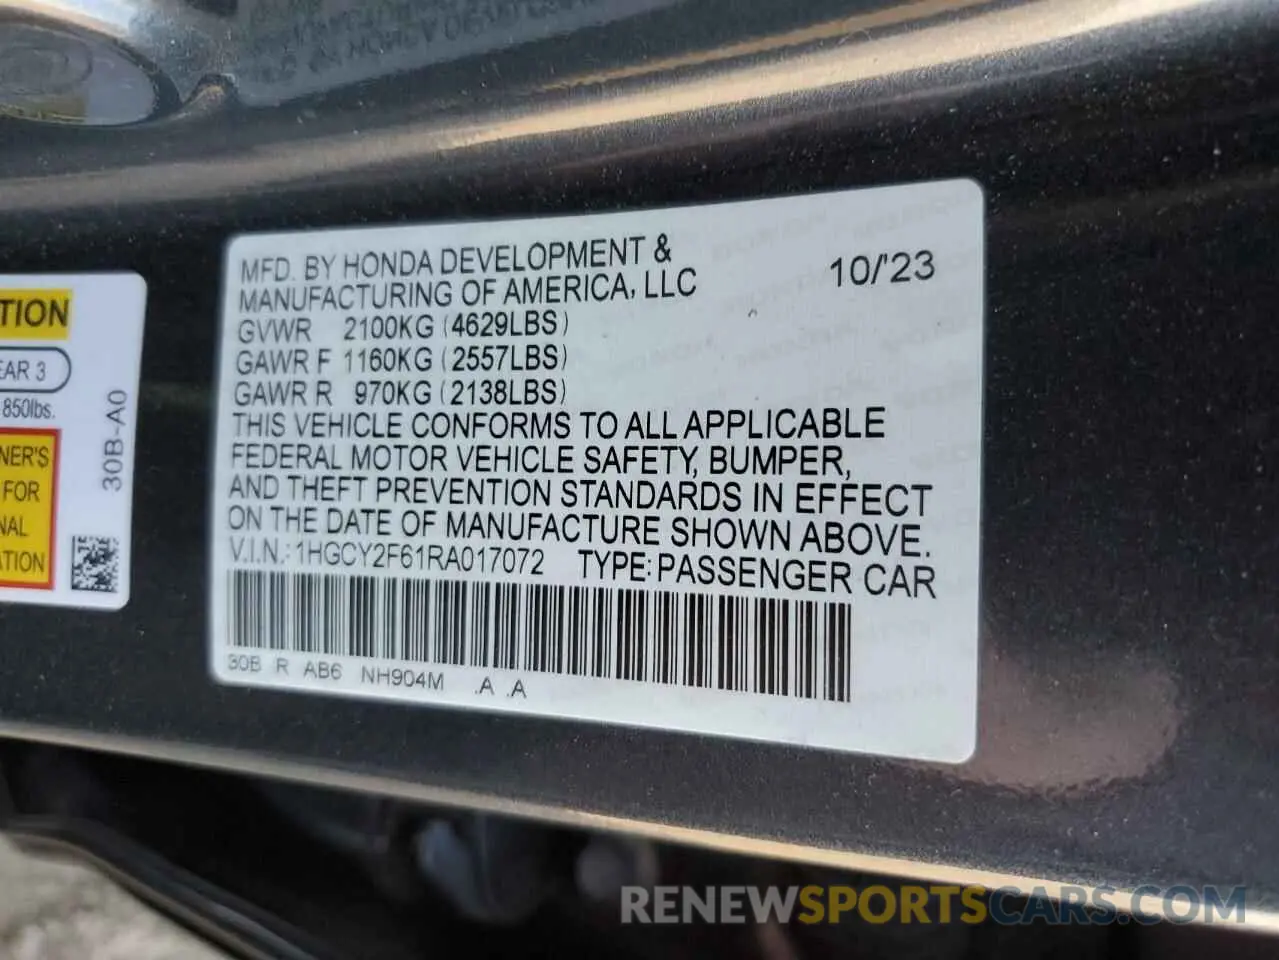 MFD. BY HONDA DEVELOPMENT &
MANUFACTURING OF AMERICA, LLC
10/'23
GVWR 2100KG (4629LBS)
GAWR F 1160KG (2557LBS)
GAWR R 970KG (2138LBS)
THIS VEHICLE CONFORMS TO ALL APPLICABLE
FEDERAL MOTOR VEHICLE SAFETY, BUMPER,
AND THEFT PREVENTION STANDARDS IN EFFECT
ON THE DATE OF MANUFACTURE SHOWN ABOVE.
V.I.N.: 1HGCY2F61RA017072 TYPE: PASSENGER CAR
30B R AB6 NH904M .A .A
TION
EAR 3
850lbs.
NER'S
FOR
NAL
TION
30B-A0
RENEWSPORTSCARS.COM